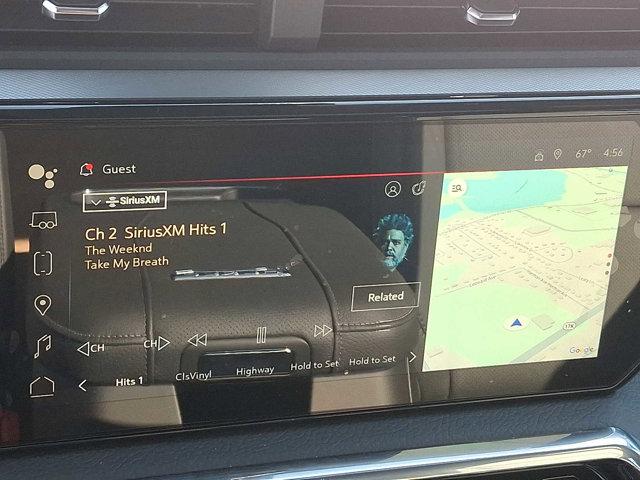 Guest
67° 4:56
SiriusXM
Ch 2 SiriusXM Hits 1
The Weeknd
Take My Breath
Related
CH CH
Hits 1 ClsVinyl Highway Hold to Set Hold to Set
Google